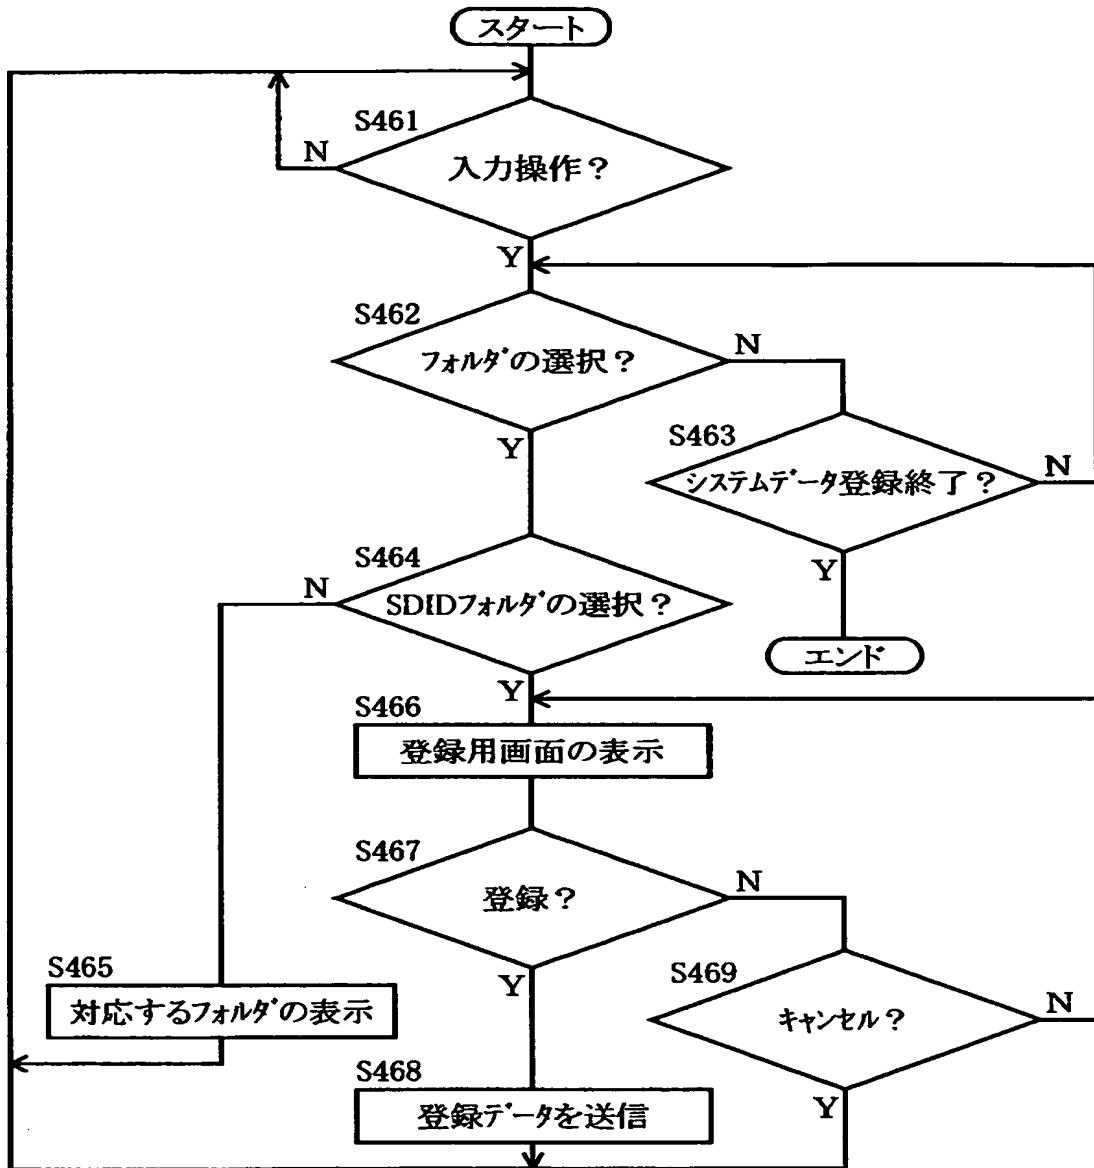 スタート
S461
入力操作？
N
Y
S462
フォルダの選択？
N
Y
S463
システムデータ登録終了？
N
Y
エンド
S464
SDIDフォルダの選択？
N
Y
S466
登録用画面の表示
S467
登録？
N
Y
S465
対応するフォルダの表示
S469
キャンセル？
N
Y
S468
登録データを送信